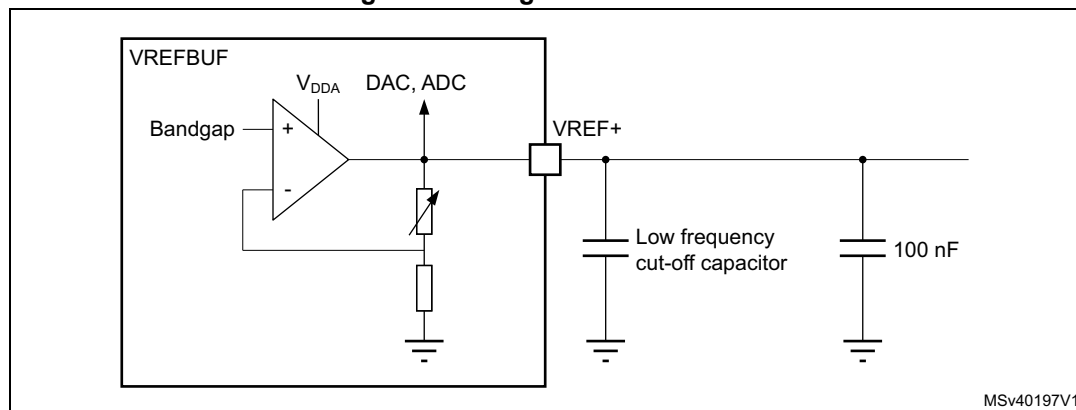 VREFBUF
VDDA
DAC, ADC
Bandgap
+
-
VREF+
Low frequency
cut-off capacitor
100 nF
MSv40197V1